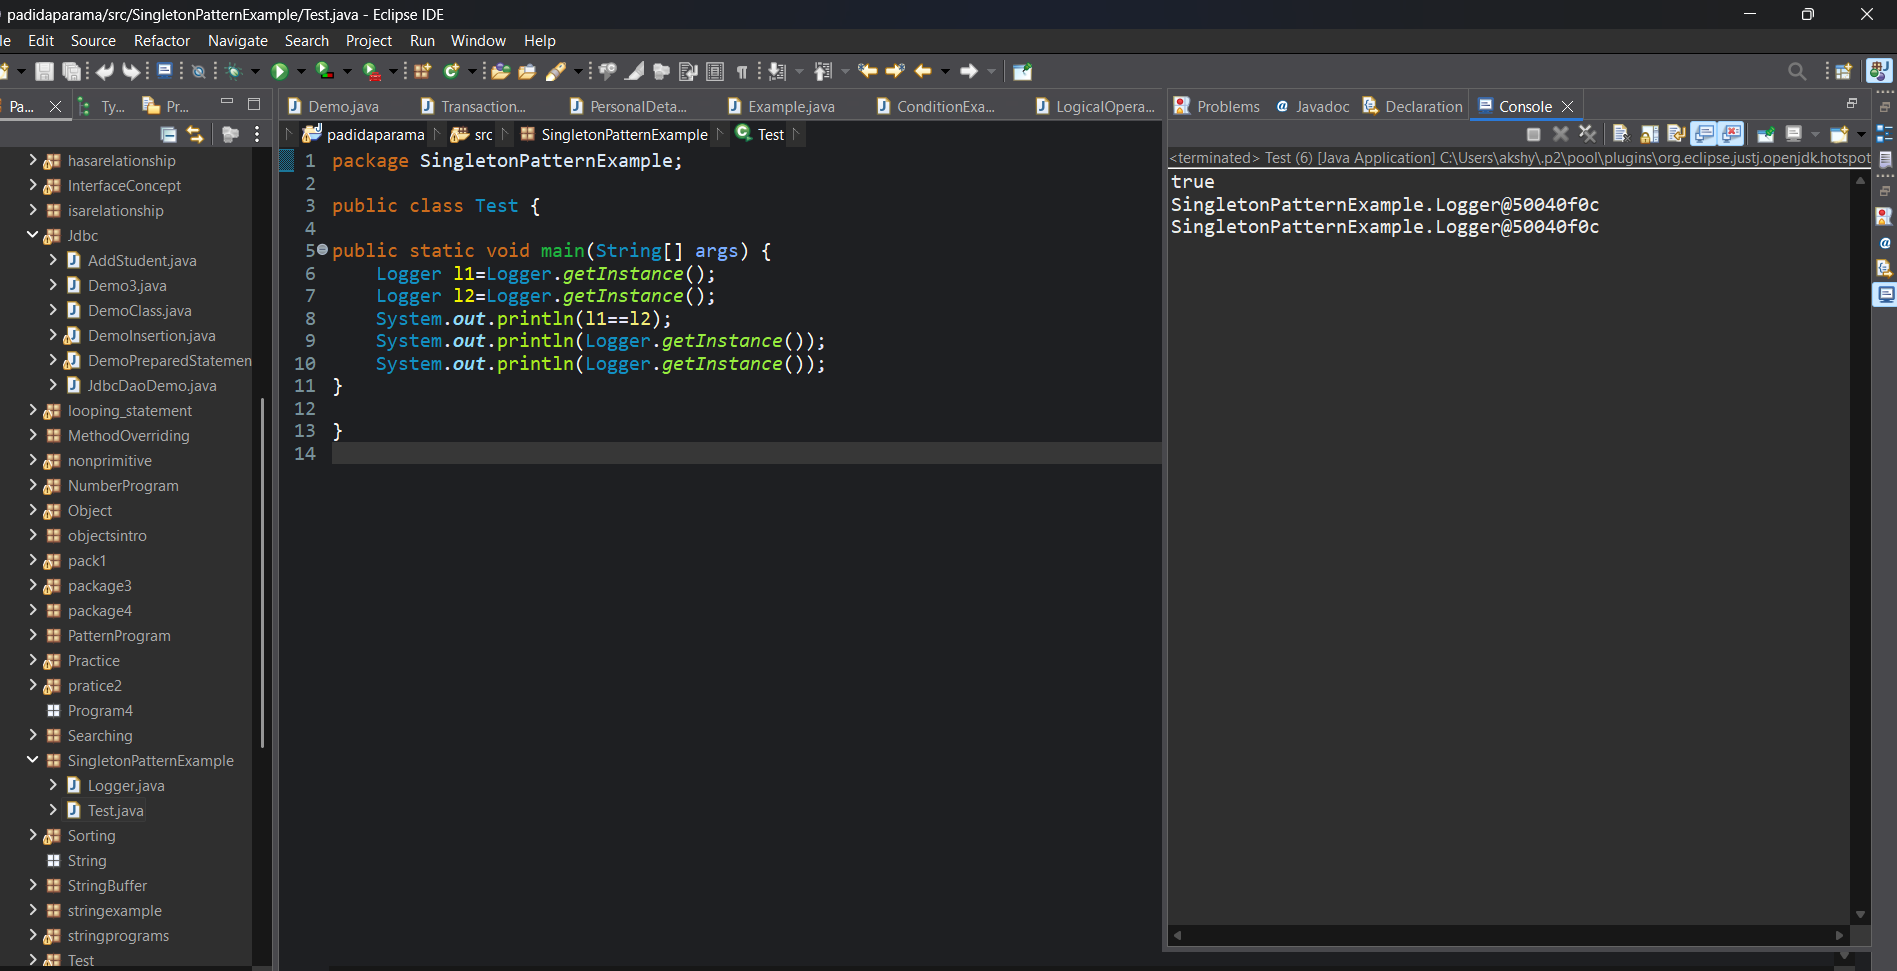 padidaparama/src/SingletonPatternExample/Test.java - Eclipse IDE
le Edit Source Refactor Navigate Search Project Run Window Help
Pa... Ty... Pr...
hasarelationship
InterfaceConcept
isarelationship
Jdbc
AddStudent.java
Demo3.java
DemoClass.java
DemoInsertion.java
DemoPreparedStatemen
JdbcDaoDemo.java
looping_statement
MethodOverriding
nonprimitive
NumberProgram
Object
objectsintro
pack1
package3
package4
PatternProgram
Practice
pratice2
Program4
Searching
SingletonPatternExample
Logger.java
Test.java
Sorting
String
StringBuffer
stringexample
stringprograms
Test
Demo.java Transaction... PersonalDeta... Example.java ConditionExa... LogicalOpera...
padidaparama src SingletonPatternExample Test
1 package SingletonPatternExample;
2
3 public class Test {
4
5 public static void main(String[] args) {
6 Logger l1=Logger.getInstance();
7 Logger l2=Logger.getInstance();
8 System.out.println(l1==l2);
9 System.out.println(Logger.getInstance());
10 System.out.println(Logger.getInstance());
11 }
12
13 }
14
Problems Javadoc Declaration Console
<terminated> Test (6) [Java Application] C:\Users\akshy\.p2\pool\plugins\org.eclipse.justj.openjdk.hotspot
true
SingletonPatternExample.Logger@50040f0c
SingletonPatternExample.Logger@50040f0c